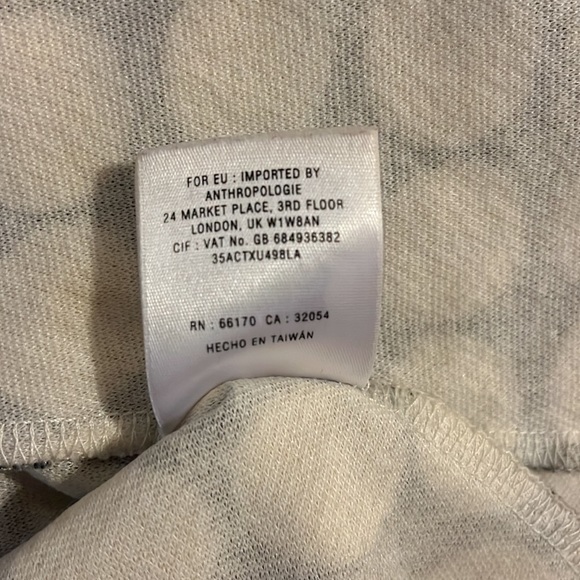 FOR EU : IMPORTED BY
ANTHROPOLOGIE
24 MARKET PLACE, 3RD FLOOR
LONDON, UK W1W8AN
CIF : VAT No. GB 684936382
35ACTXU498LA
RN : 66170 CA : 32054
HECHO EN TAIWÁN